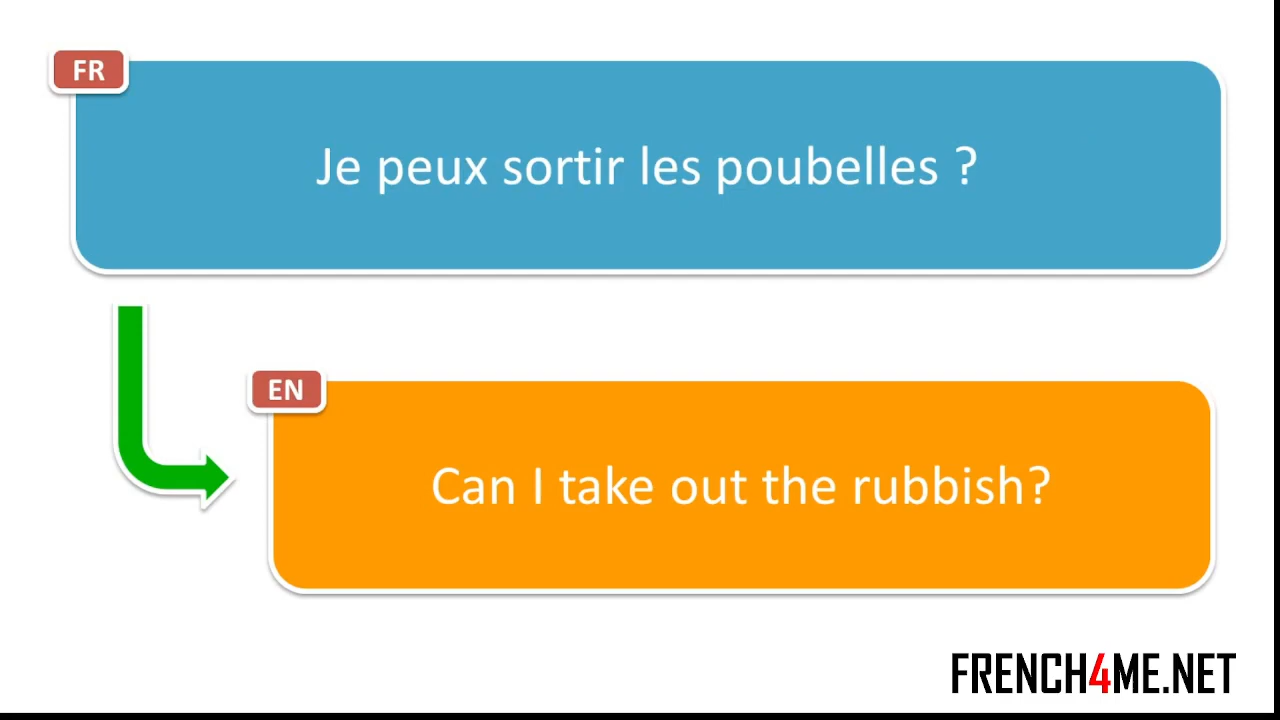 FR
Je peux sortir les poubelles ?
EN
Can I take out the rubbish?
FRENCH4ME.NET